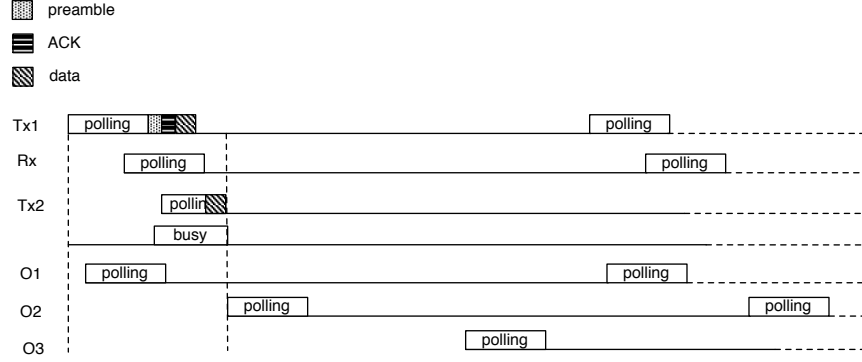 preamble
ACK
data
Tx1 polling polling
Rx polling polling
Tx2 pollin
busy
O1 polling polling
O2 polling polling
O3 polling